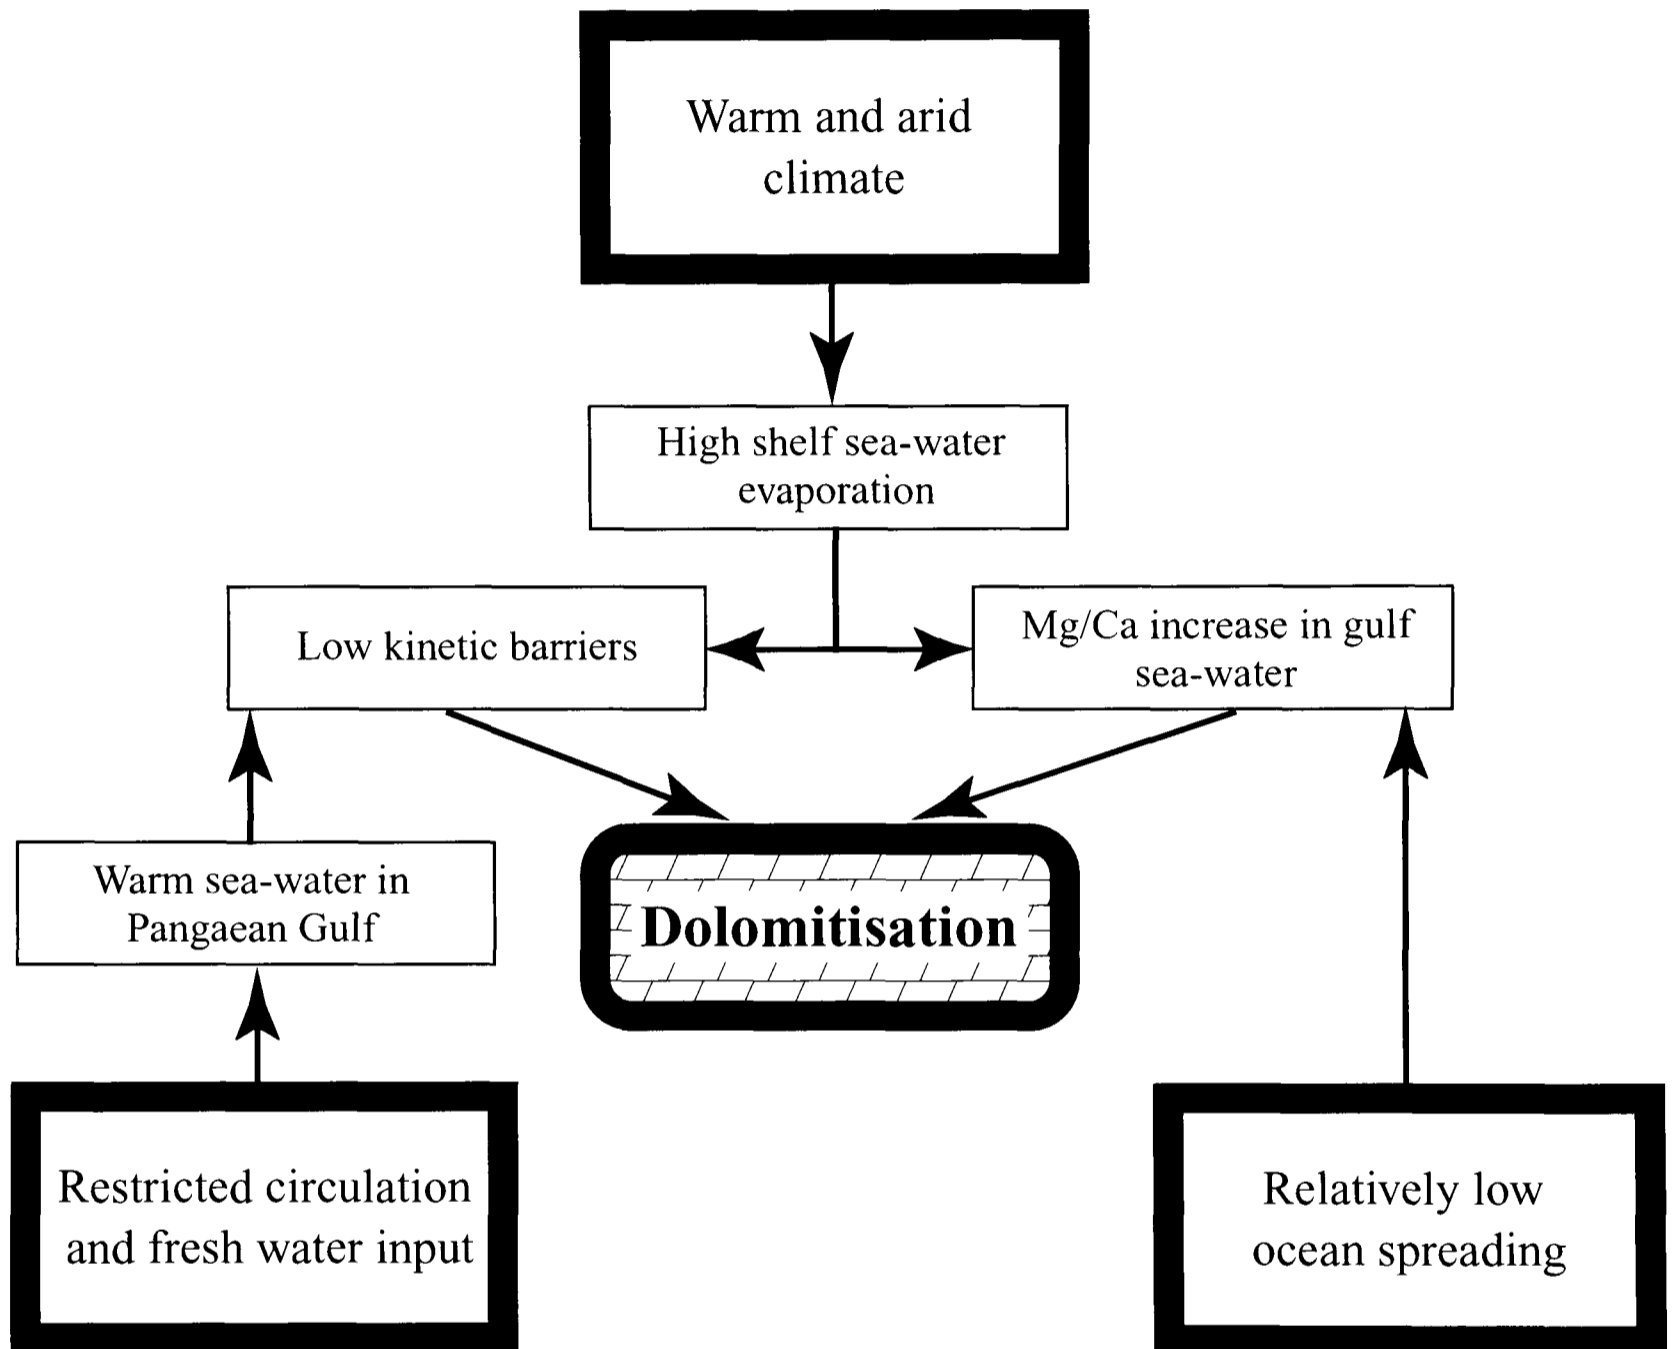 Warm and arid
climate
High shelf sea-water
evaporation
Low kinetic barriers
Mg/Ca increase in gulf
sea-water
Warm sea-water in
Pangaean Gulf
Dolomitisation
Restricted circulation
and fresh water input
Relatively low
ocean spreading